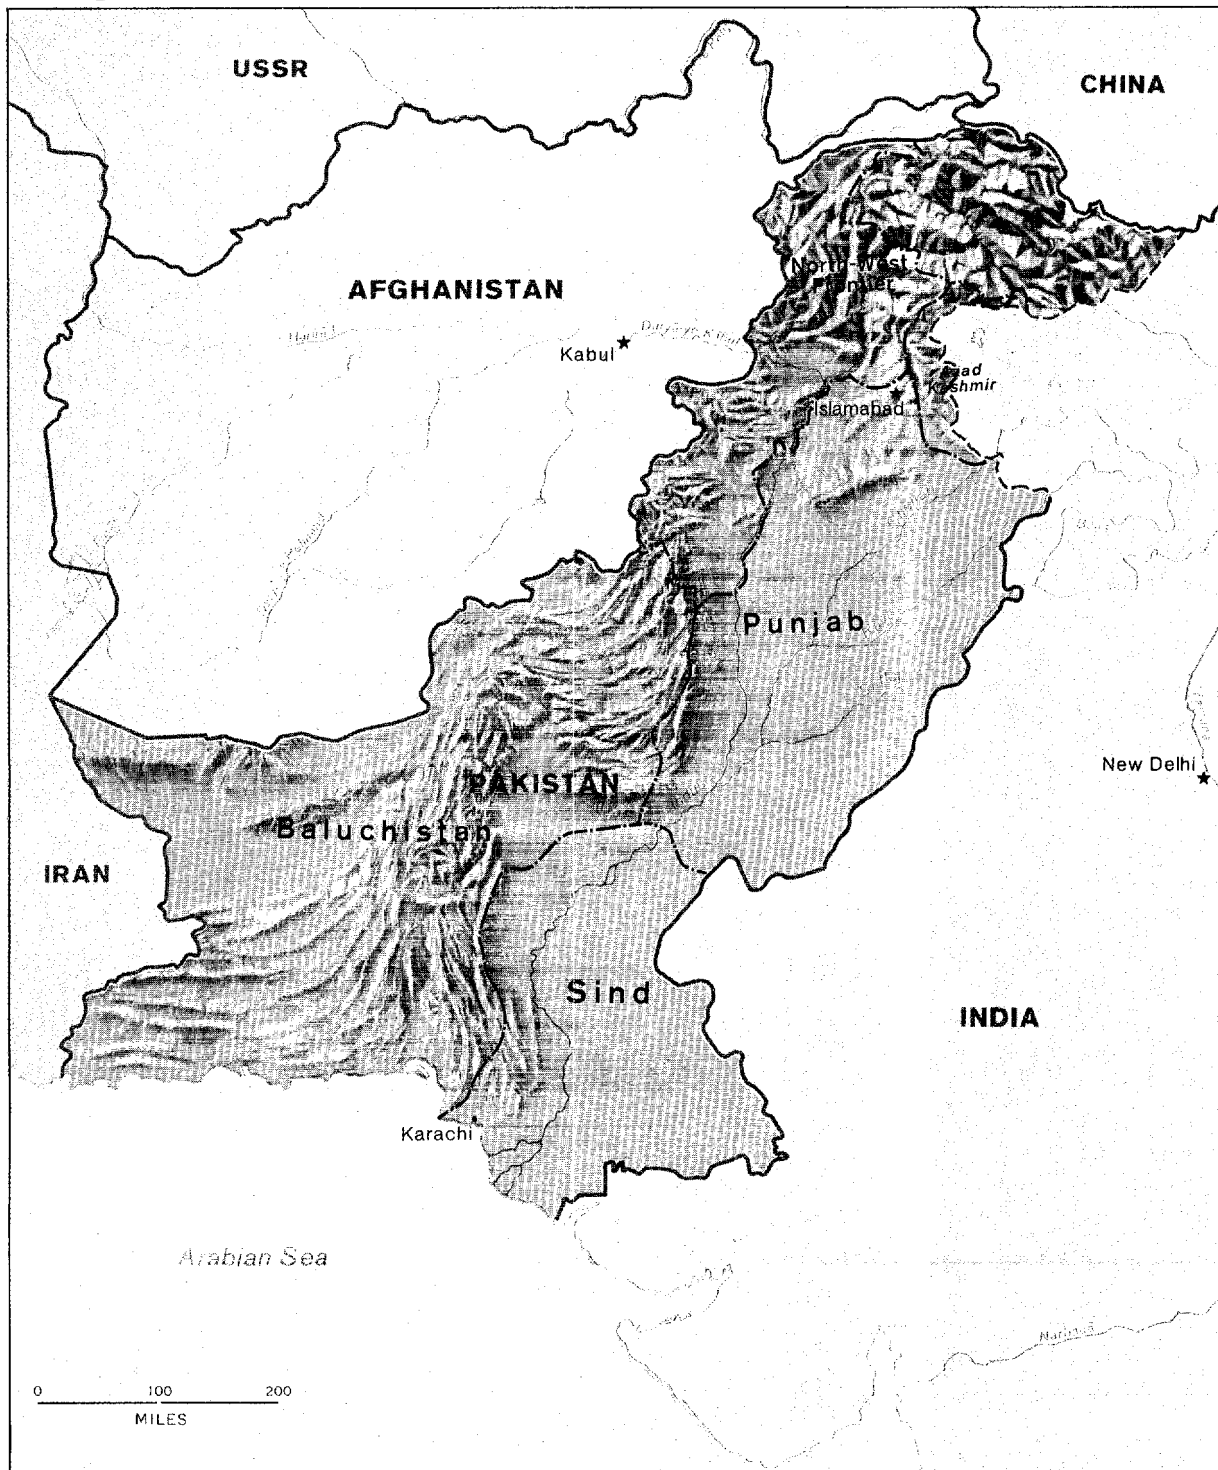 USSR
CHINA
AFGHANISTAN
North-West
Frontier
Kabul
Azad
Kashmir
Islamabad
Punjab
New Delhi
PAKISTAN
Baluchistan
IRAN
Sind
INDIA
Karachi
Arabian Sea
Narmada
0 100 200
MILES